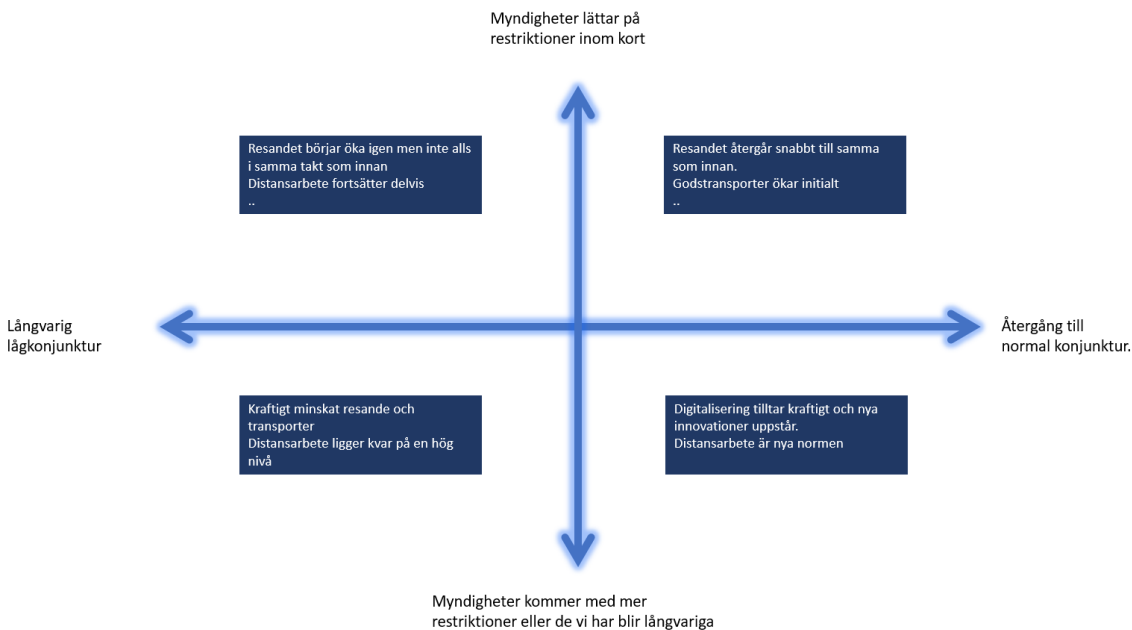 Myndigheter lättar på
restriktioner inom kort
Resandet börjar öka igen men inte alls
i samma takt som innan
Distansarbete fortsätter delvis
..
Resandet återgår snabbt till samma
som innan.
Godstransporter ökar initialt
..
Långvarig
lågkonjunktur
Återgång till
normal konjunktur.
Kraftigt minskat resande och
transporter
Distansarbete ligger kvar på en hög
nivå
Digitalisering tilltar kraftigt och nya
innovationer uppstår.
Distansarbete är nya normen
Myndigheter kommer med mer
restriktioner eller de vi har blir långvariga